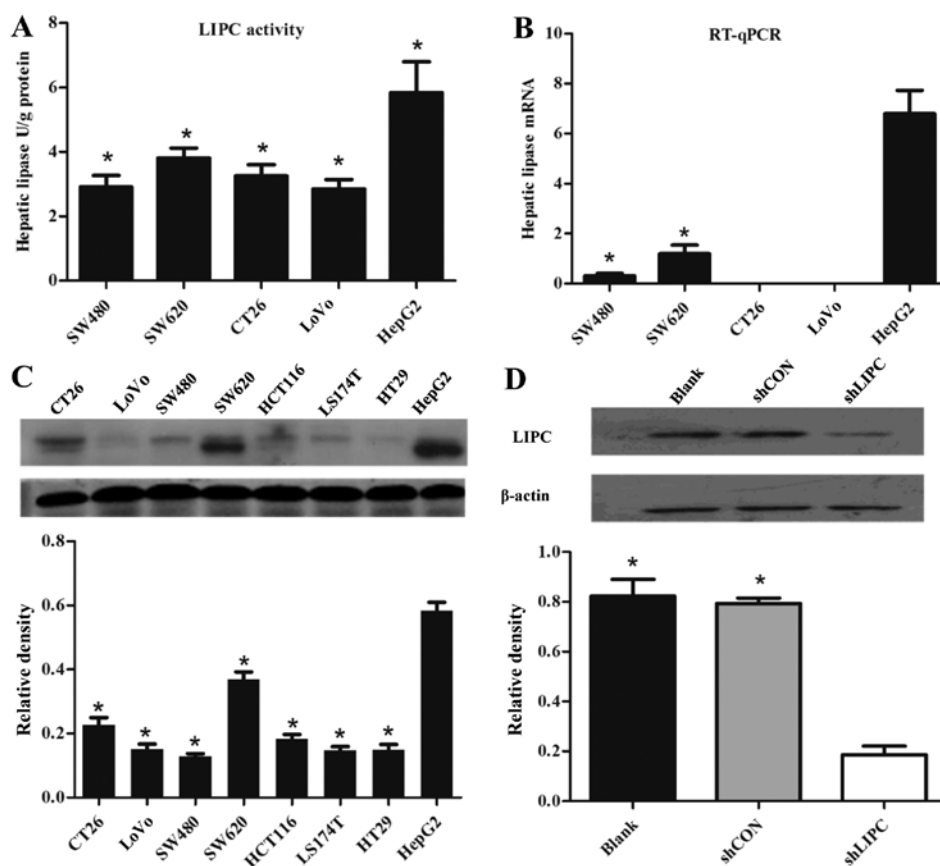 A
LIPC activity
Hepatic lipase U/g protein
8
6
4
2
0
* * * * *
SW480 SW620 CT26 LoVo HepG2
B
RT-qPCR
Hepatic lipase mRNA
10
8
6
4
2
0
* *
SW480 SW620 CT26 LoVo HepG2
C
CT26 LoVo SW480 SW620 HCT116 LS174T HT29 HepG2
Relative density
0.8
0.6
0.4
0.2
0.0
* * * * * * *
CT26 LoVo SW480 SW620 HCT116 LS174T HT29 HepG2
D
Blank shCON shLIPC
LIPC
β-actin
Relative density
1.0
0.8
0.6
0.4
0.2
0.0
* *
Blank shCON shLIPC